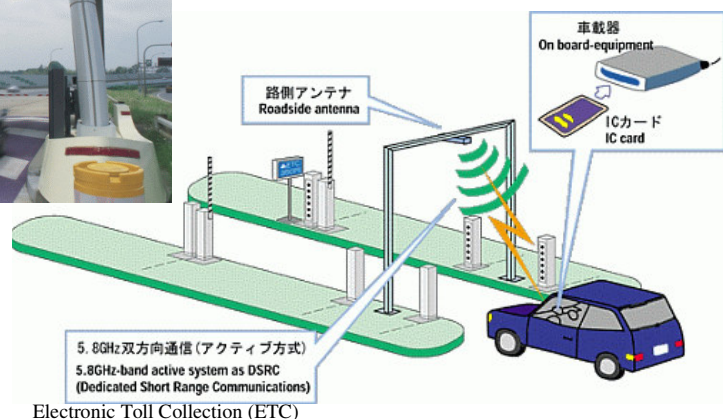 車載器
On board-equipment
路側アンテナ
Roadside antenna
ICカード
IC card
ETC
5.8GHz双方向通信(アクティブ方式)
5.8GHz-band active system as DSRC
(Dedicated Short Range Communications)
Electronic Toll Collection (ETC)